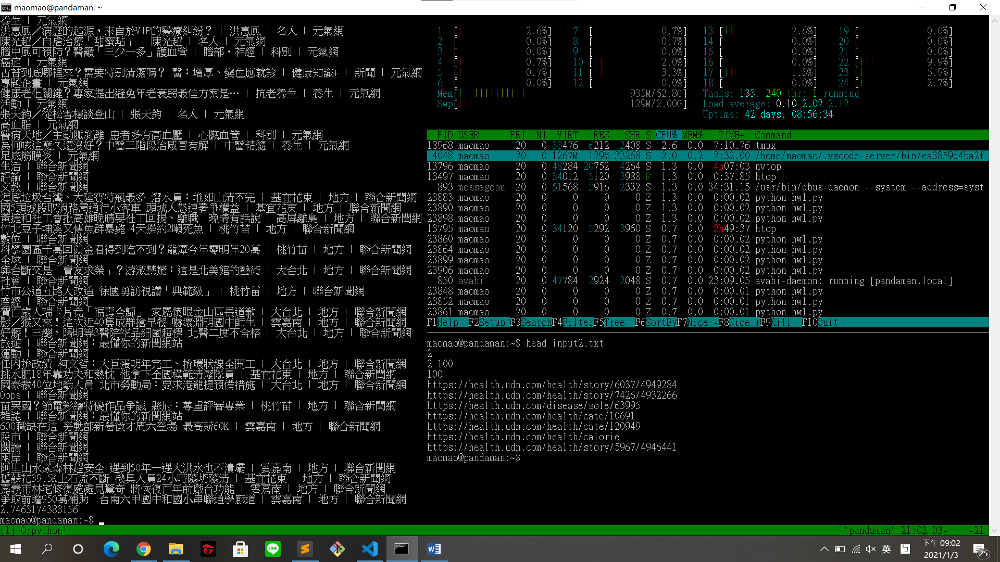 maomao@pandaman: ~
養生 | 元氣網
洪惠風／病歷的起源，來自於VIP的醫療糾紛？ | 洪惠風 | 名人 | 元氣網
陳光超／自虐治療「甜蜜點」 | 陳光超 | 名人 | 元氣網
腦中風可預防？醫籲「三少一多」護血管 | 腦部．神經 | 科別 | 元氣網
癌症 | 元氣網
舌苔到底哪裡來？需要特別清潔嗎？ 醫：增厚、變色應就診 | 健康知識+ | 新聞 | 元氣網
專題企畫 | 元氣網
健康老化關鍵？專家提出避免年老衰弱最佳方案是… | 抗老養生 | 養生 | 元氣網
活動 | 元氣網
張天鈞／從松雪樓談登山 | 張天鈞 | 名人 | 元氣網
高血脂 | 元氣網
醫病天地／主動脈剝離 患者多有高血壓 | 心臟血管 | 科別 | 元氣網
為何咳這麼久還沒好？中醫三階段治感冒有解 | 中醫精髓 | 養生 | 元氣網
足底筋膜炎 | 元氣網
生活 | 聯合新聞網
評論 | 聯合新聞網
文教 | 聯合新聞網
海底垃圾台灣、大陸寶特瓶最多 潛水員：堆如山清不完 | 基宜花東 | 地方 | 聯合新聞網
國5頭城段取消路肩通行小客車 頭城人怒連署爭權益 | 基宜花東 | 地方 | 聯合新聞網
黃捷和社工會批高雄晚晴要社工回捐、離職 晚晴有話說 | 高屏離島 | 地方 | 聯合新聞網
竹北豆子埔溪又傳魚群暴斃 4天撈約2噸死魚 | 桃竹苗 | 地方 | 聯合新聞網
數位 | 聯合新聞網
科學園區千萬回饋金看得到吃不到？龍潭今年零明年20萬 | 桃竹苗 | 地方 | 聯合新聞網
全球 | 聯合新聞網
與台斷交是「賣友求榮」？游淑慧驚：這是北美館的藝術 | 大台北 | 地方 | 聯合新聞網
社會 | 聯合新聞網
竹市公道五路大改造 徐國勇訪視讚「典範級」 | 桃竹苗 | 地方 | 聯合新聞網
產經 | 聯合新聞網
賀百歲人瑞卡片竟「福壽全歸」 家屬傻眼金山區長道歉 | 大台北 | 地方 | 聯合新聞網
影／猴又來！這次近40隻成群搶早餐 嚇壞淵明國中師生 | 雲嘉南 | 地方 | 聯合新聞網
好髒！三總、陽明等3醫院空品細菌超標 北醫二度不合格 | 大台北 | 地方 | 聯合新聞網
旅遊 | 聯合新聞網：最懂你的新聞網站
運動 | 聯合新聞網
任內拚政績 柯文哲：大巨蛋明年完工、拚環狀線全開工 | 大台北 | 地方 | 聯合新聞網
挑水肥18年靠功夫和熱忱 他拿下全國模範清潔隊員 | 基宜花東 | 地方 | 聯合新聞網
國泰裁40位地勤人員 北市勞動局：要求港龍提預備措施 | 大台北 | 地方 | 聯合新聞網
Oops | 聯合新聞網
苗栗國？節電彩繪特優作品爭議 縣府：尊重評審專業 | 桃竹苗 | 地方 | 聯合新聞網
雜誌 | 聯合新聞網：最懂你的新聞網站
600職缺在這 勞動部新營徵才周六登場 最高薪60K | 雲嘉南 | 地方 | 聯合新聞網
股市 | 聯合新聞網
閱讀 | 聯合新聞網
兩岸 | 聯合新聞網
阿里山水漾森林超安全 遇到50年一遇大洪水也不潰壩 | 雲嘉南 | 地方 | 聯合新聞網
舊蘇花39.5K土石流不斷 機具人員24小時隨坍隨清 | 基宜花東 | 地方 | 聯合新聞網
嘉義市林宅修復處處見驚奇 將恢復百年前戲台功能 | 雲嘉南 | 地方 | 聯合新聞網
爭取前瞻950萬補助 台南六甲國中和國小串聯通學廊道 | 雲嘉南 | 地方 | 聯合新聞網
2.7463174383156
maomao@pandaman:~$
1 [| 2.6%] 7 [| 0.7%] 13 [|| 2.6%] 19 [ 0.0%]
2 [ 0.0%] 8 [| 0.7%] 14 [ 0.0%] 20 [ 0.0%]
3 [ 0.0%] 9 [ 0.0%] 15 [ 0.0%] 21 [ 0.0%]
4 [| 0.7%] 10 [|| 2.0%] 16 [ 0.0%] 22 [||| 9.9%]
5 [| 0.7%] 11 [|| 3.3%] 17 [|| 1.3%] 23 [|| 5.9%]
6 [ 0.0%] 12 [ 0.0%] 18 [ 0.0%] 24 [| 2.7%]
Mem[||||||||||||| 935M/62.8G] Tasks: 133, 240 thr; 1 running
Swp[||| 129M/2.00G] Load average: 0.10 2.02 2.12
Uptime: 42 days, 08:56:34
PID USER PRI NI VIRT RES SHR S CPU% MEM% TIME+ Command
18968 maomao 20 0 33476 6212 2408 S 2.6 0.0 7:10.76 tmux
4048 maomao 20 0 1267M 129M 33268 S 2.0 0.2 2:32.00 /home/maomao/.vscode-server/bin/ea3859d4ba2f
13796 maomao 20 0 48284 20752 4264 S 1.3 0.0 4h07:03 nvtop
13497 maomao 20 0 34012 5120 3988 R 1.3 0.0 0:37.85 htop
893 messagebu 20 0 51568 3916 2332 S 1.3 0.0 34:31.15 /usr/bin/dbus-daemon --system --address=syst
23883 maomao 20 0 0 0 0 Z 1.3 0.0 0:00.02 python hw1.py
23890 maomao 20 0 0 0 0 Z 1.3 0.0 0:00.02 python hw1.py
23898 maomao 20 0 0 0 0 Z 1.3 0.0 0:00.02 python hw1.py
13795 maomao 20 0 34120 5292 3960 S 0.7 0.0 2h49:37 htop
23860 maomao 20 0 0 0 0 Z 0.7 0.0 0:00.02 python hw1.py
23864 maomao 20 0 0 0 0 Z 0.7 0.0 0:00.02 python hw1.py
23899 maomao 20 0 0 0 0 Z 0.7 0.0 0:00.02 python hw1.py
23906 maomao 20 0 0 0 0 Z 0.7 0.0 0:00.02 python hw1.py
850 avahi 20 0 47784 2924 2048 S 0.7 0.0 23:09.05 avahi-daemon: running [pandaman.local]
23848 maomao 20 0 0 0 0 Z 0.7 0.0 0:00.01 python hw1.py
23852 maomao 20 0 0 0 0 Z 0.7 0.0 0:00.01 python hw1.py
23861 maomao 20 0 0 0 0 Z 0.7 0.0 0:00.01 python hw1.py
F1Help F2Setup F3SearchF4FilterF5Tree F6SortByF7Nice -F8Nice +F9Kill F10Quit
maomao@pandaman:~$ head input2.txt
2
2 100
100
https://health.udn.com/health/story/6037/4949284
https://health.udn.com/health/story/7426/4932266
https://health.udn.com/disease/sole/63995
https://health.udn.com/health/cate/10691
https://health.udn.com/health/cate/120949
https://health.udn.com/health/calorie
https://health.udn.com/health/story/5967/4946441
maomao@pandaman:~$
[1] 0:python* "pandaman" 21:02 03- 一 -21
LINE
英
下午 09:02
2021/1/3
25